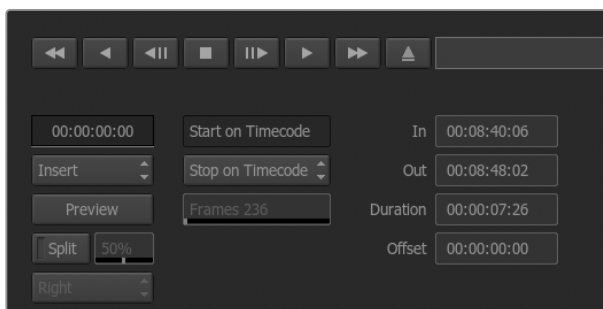 00:00:00:00 Start on Timecode In 00:08:40:06
Insert Stop on Timecode Out 00:08:48:02
Preview Frames 236 Duration 00:00:07:26
Split 50% Offset 00:00:00:00
Right